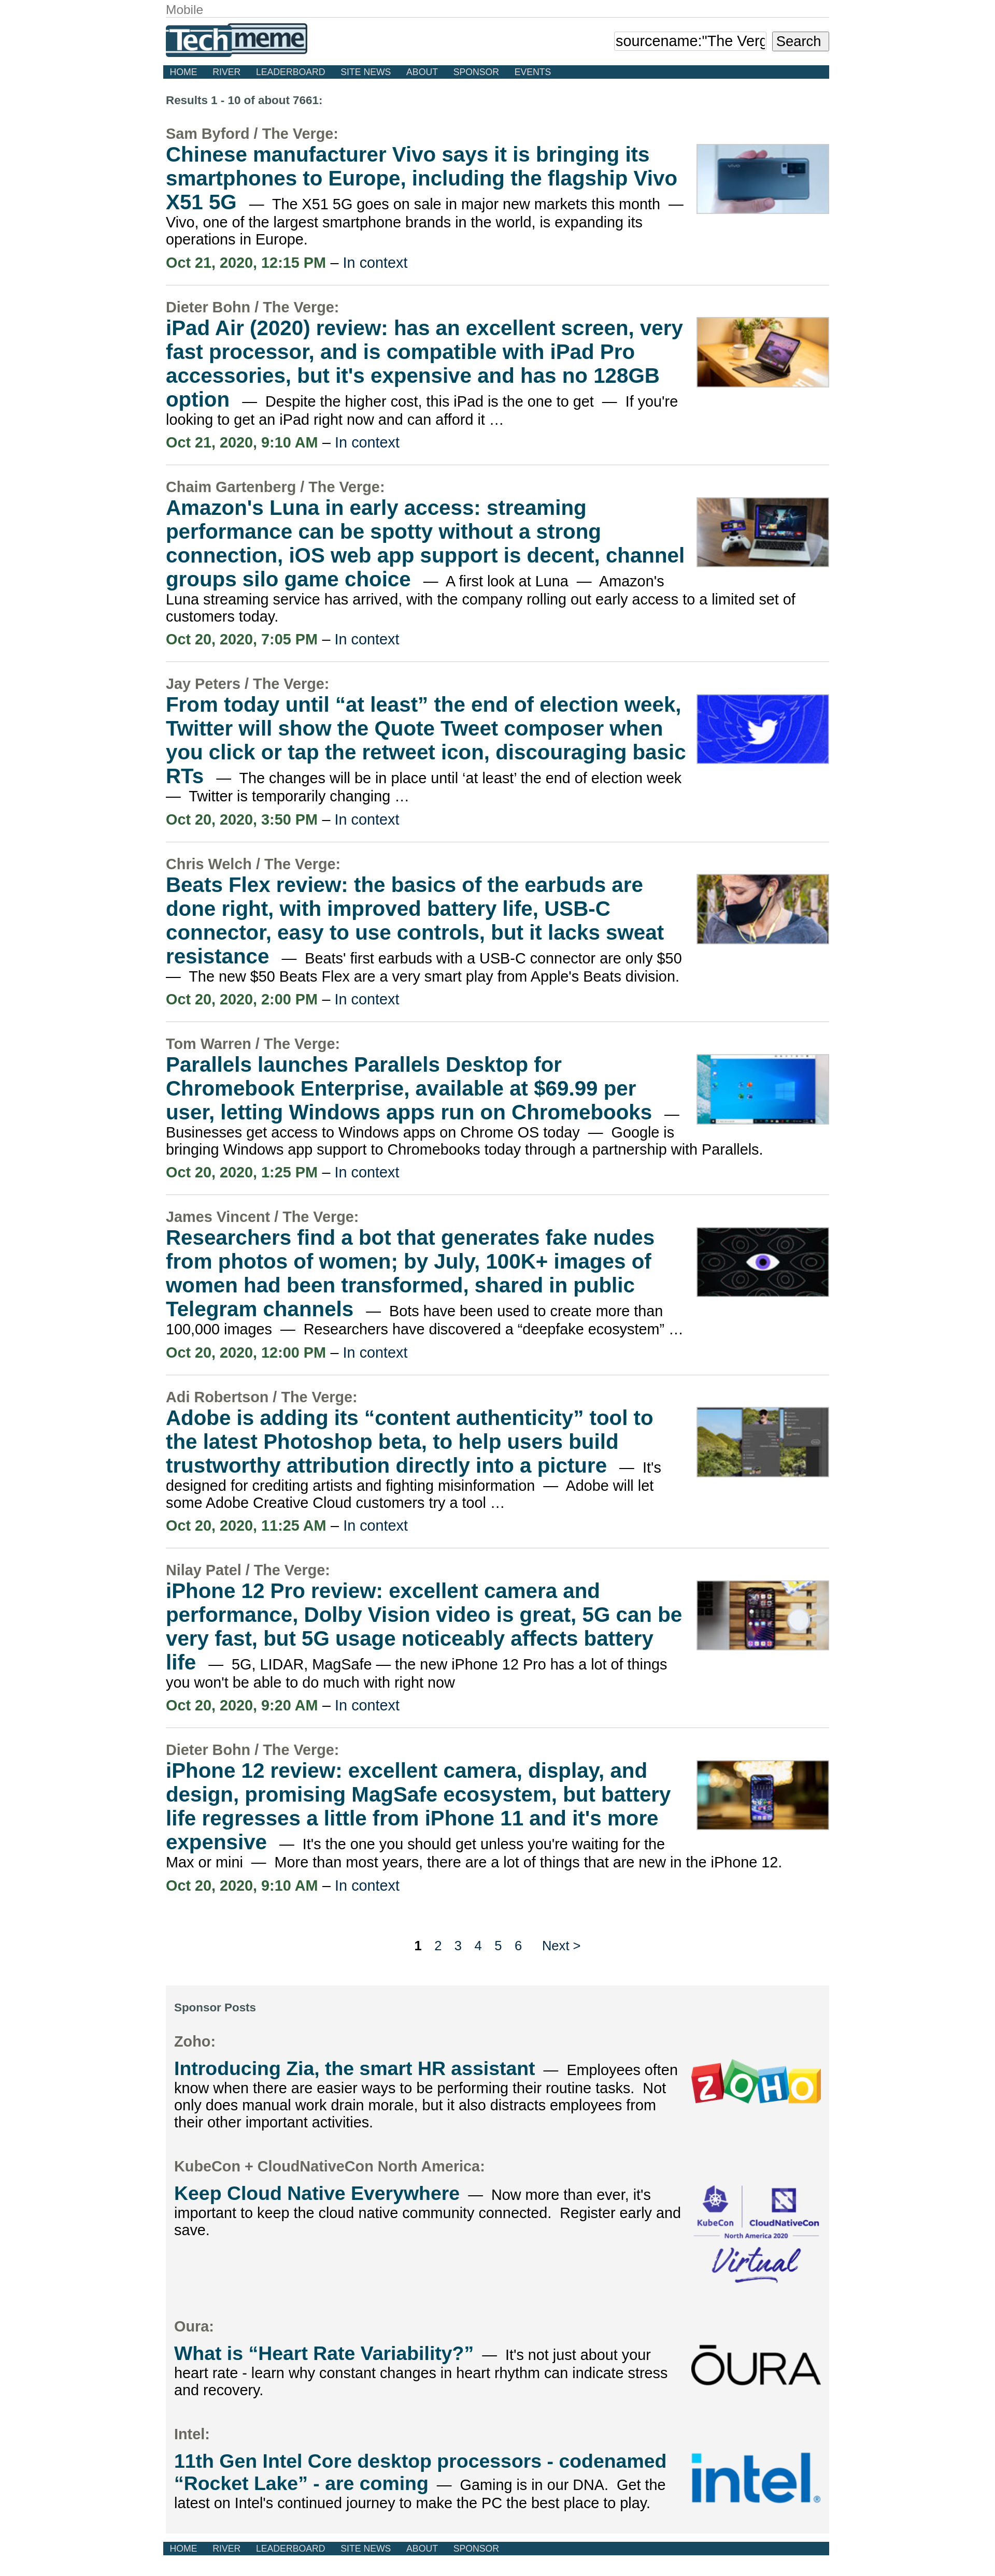 Mobile
Techmeme
sourcename:"The Verg
Search
HOME RIVER LEADERBOARD SITE NEWS ABOUT SPONSOR EVENTS
Results 1 - 10 of about 7661:
Sam Byford / The Verge:
Chinese manufacturer Vivo says it is bringing its
smartphones to Europe, including the flagship Vivo
X51 5G — The X51 5G goes on sale in major new markets this month —
Vivo, one of the largest smartphone brands in the world, is expanding its
operations in Europe.
Oct 21, 2020, 12:15 PM – In context
Dieter Bohn / The Verge:
iPad Air (2020) review: has an excellent screen, very
fast processor, and is compatible with iPad Pro
accessories, but it's expensive and has no 128GB
option — Despite the higher cost, this iPad is the one to get — If you're
looking to get an iPad right now and can afford it …
Oct 21, 2020, 9:10 AM – In context
Chaim Gartenberg / The Verge:
Amazon's Luna in early access: streaming
performance can be spotty without a strong
connection, iOS web app support is decent, channel
groups silo game choice — A first look at Luna — Amazon's
Luna streaming service has arrived, with the company rolling out early access to a limited set of
customers today.
Oct 20, 2020, 7:05 PM – In context
Jay Peters / The Verge:
From today until “at least” the end of election week,
Twitter will show the Quote Tweet composer when
you click or tap the retweet icon, discouraging basic
RTs — The changes will be in place until ‘at least’ the end of election week
— Twitter is temporarily changing …
Oct 20, 2020, 3:50 PM – In context
Chris Welch / The Verge:
Beats Flex review: the basics of the earbuds are
done right, with improved battery life, USB-C
connector, easy to use controls, but it lacks sweat
resistance — Beats' first earbuds with a USB-C connector are only $50
— The new $50 Beats Flex are a very smart play from Apple's Beats division.
Oct 20, 2020, 2:00 PM – In context
Tom Warren / The Verge:
Parallels launches Parallels Desktop for
Chromebook Enterprise, available at $69.99 per
user, letting Windows apps run on Chromebooks —
Businesses get access to Windows apps on Chrome OS today — Google is
bringing Windows app support to Chromebooks today through a partnership with Parallels.
Oct 20, 2020, 1:25 PM – In context
James Vincent / The Verge:
Researchers find a bot that generates fake nudes
from photos of women; by July, 100K+ images of
women had been transformed, shared in public
Telegram channels — Bots have been used to create more than
100,000 images — Researchers have discovered a “deepfake ecosystem” …
Oct 20, 2020, 12:00 PM – In context
Adi Robertson / The Verge:
Adobe is adding its “content authenticity” tool to
the latest Photoshop beta, to help users build
trustworthy attribution directly into a picture — It's
designed for crediting artists and fighting misinformation — Adobe will let
some Adobe Creative Cloud customers try a tool …
Oct 20, 2020, 11:25 AM – In context
Nilay Patel / The Verge:
iPhone 12 Pro review: excellent camera and
performance, Dolby Vision video is great, 5G can be
very fast, but 5G usage noticeably affects battery
life — 5G, LIDAR, MagSafe — the new iPhone 12 Pro has a lot of things
you won't be able to do much with right now
Oct 20, 2020, 9:20 AM – In context
Dieter Bohn / The Verge:
iPhone 12 review: excellent camera, display, and
design, promising MagSafe ecosystem, but battery
life regresses a little from iPhone 11 and it's more
expensive — It's the one you should get unless you're waiting for the
Max or mini — More than most years, there are a lot of things that are new in the iPhone 12.
Oct 20, 2020, 9:10 AM – In context
1 2 3 4 5 6 Next >
Sponsor Posts
Zoho:
Introducing Zia, the smart HR assistant — Employees often
know when there are easier ways to be performing their routine tasks. Not
only does manual work drain morale, but it also distracts employees from
their other important activities.
ZOHO
KubeCon + CloudNativeCon North America:
Keep Cloud Native Everywhere — Now more than ever, it's
important to keep the cloud native community connected. Register early and
save.
KubeCon CloudNativeCon
North America 2020
Virtual
Oura:
What is “Heart Rate Variability?” — It's not just about your
heart rate - learn why constant changes in heart rhythm can indicate stress
and recovery.
ŌURA
Intel:
11th Gen Intel Core desktop processors - codenamed
“Rocket Lake” - are coming — Gaming is in our DNA. Get the
latest on Intel's continued journey to make the PC the best place to play.
intel®
HOME RIVER LEADERBOARD SITE NEWS ABOUT SPONSOR